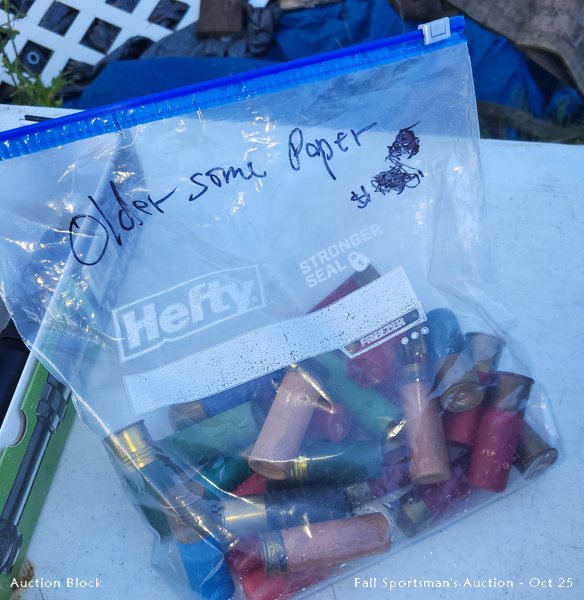 Older some Paper
STRONGER
SEAL
Hefty
FREEZER
Auction Block
Fall Sportsman's Auction - Oct 25